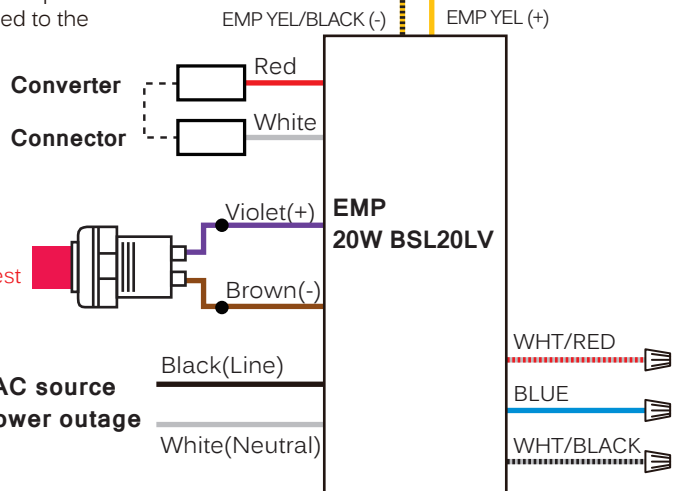 ed to the
EMP YEL/BLACK (-)
EMP YEL (+)
Red
Converter
White
Connector
Violet(+)
EMP
20W BSL20LV
est
Brown(-)
WHT/RED
Black(Line)
AC source
BLUE
ower outage
White(Neutral)
WHT/BLACK